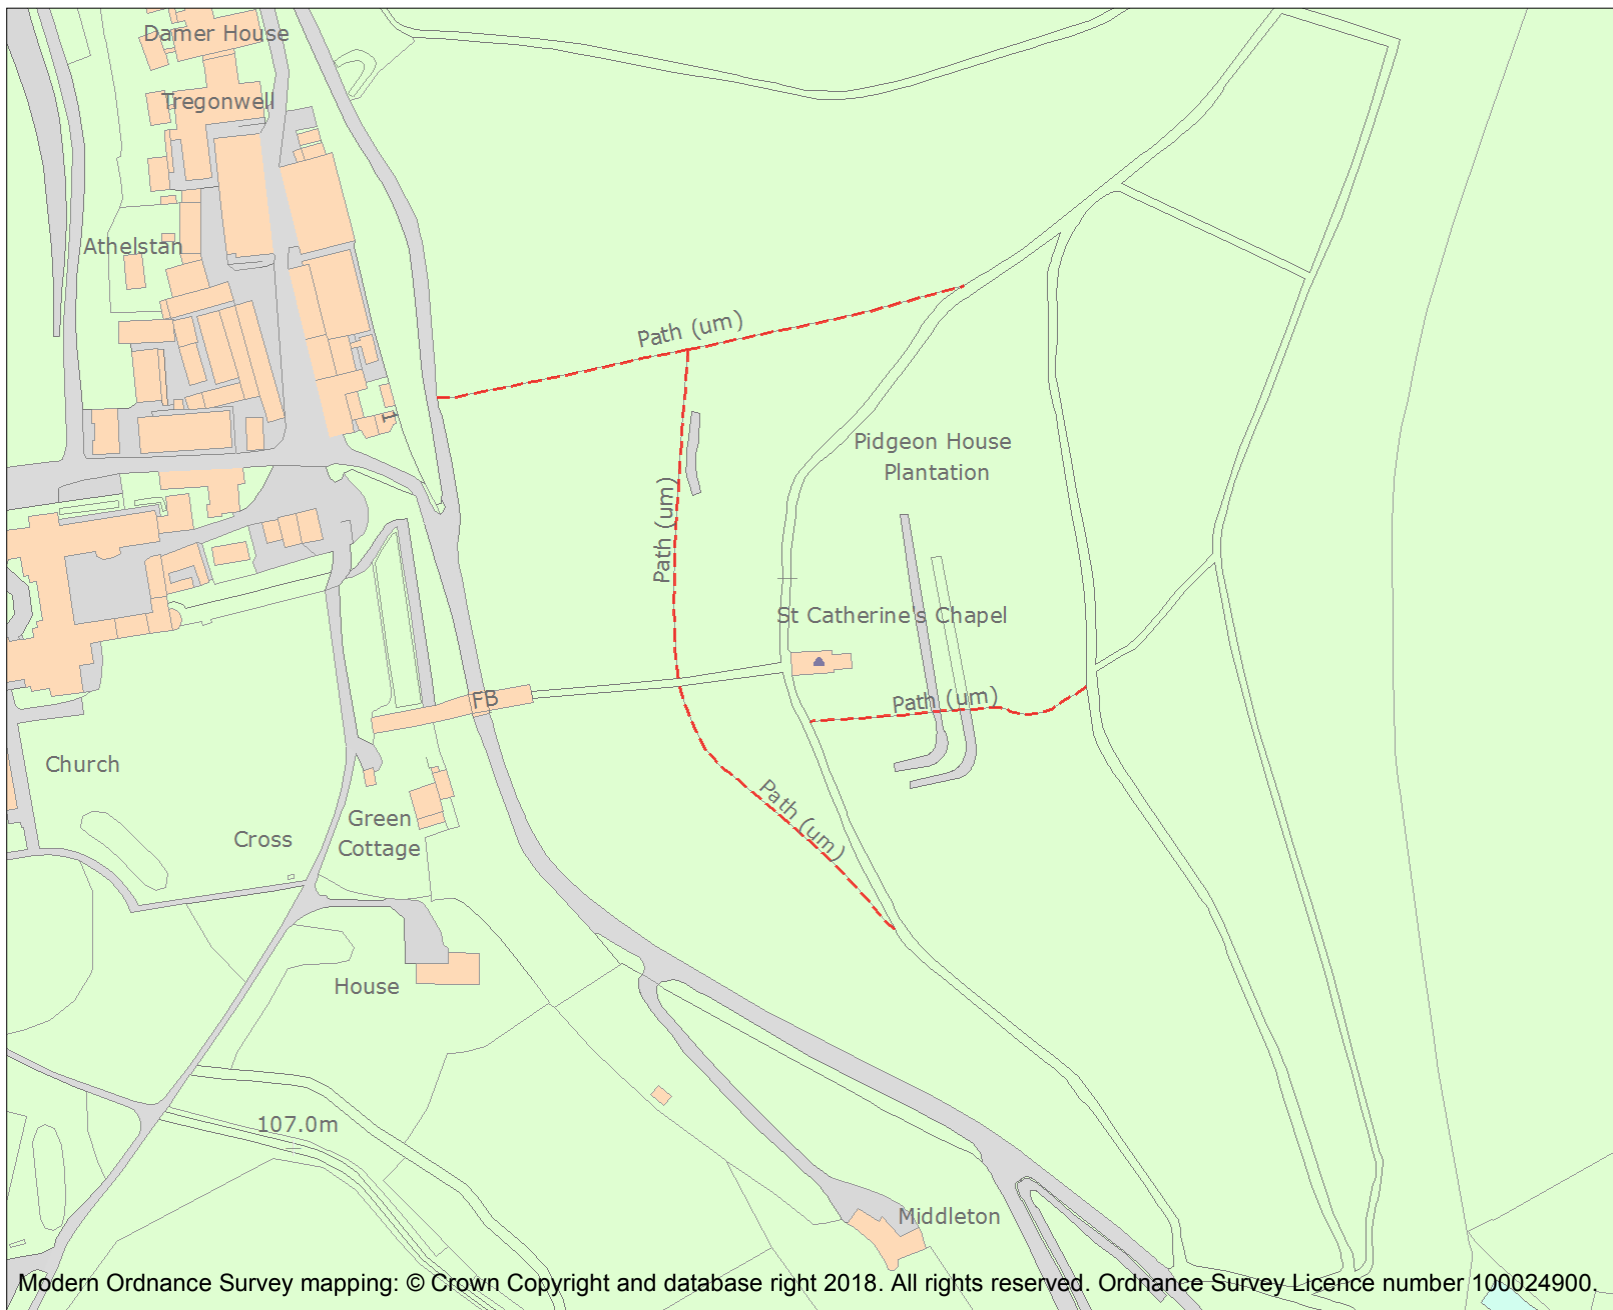 Damer House
Tregonwell
Athelstan
Path (um)
1
Pidgeon House
Plantation
Path (um)
St Catherine's Chapel
FB
Path (um)
Church
Path (um)
Green
Cottage
Cross
House
107.0m
Middleton
Modern Ordnance Survey mapping: © Crown Copyright and database right 2018. All rights reserved. Ordnance Survey Licence number 100024900.